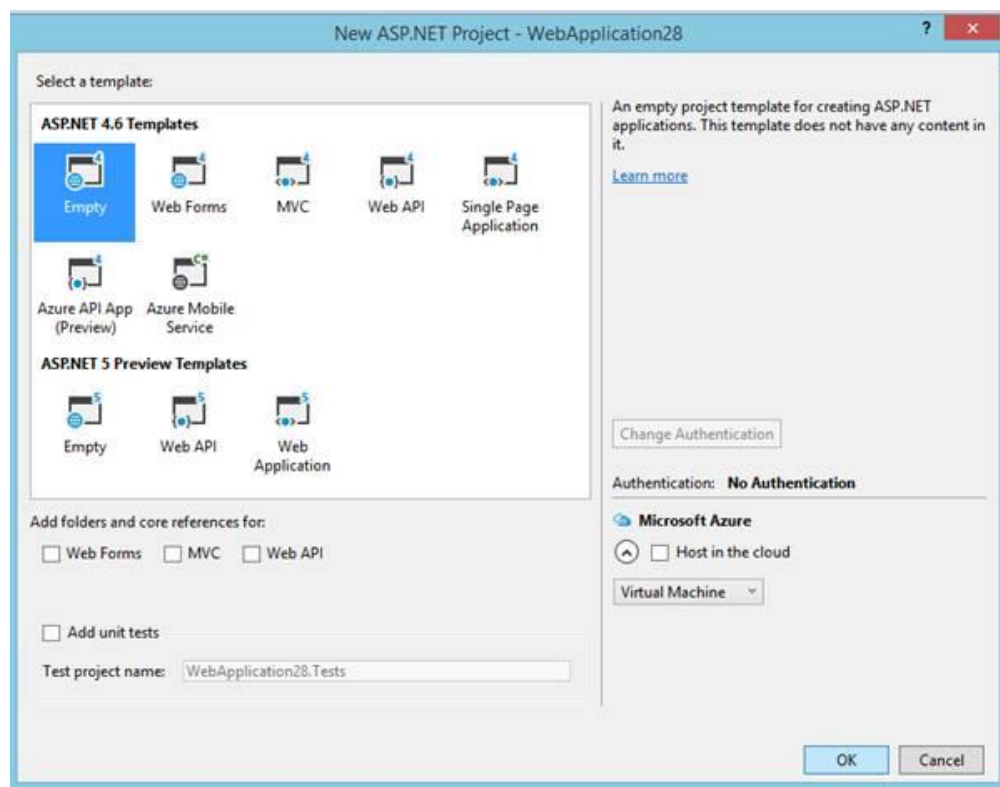 New ASP.NET Project - WebApplication28
?
Select a template:
ASP.NET 4.6 Templates
Empty
Web Forms
MVC
Web API
Single Page
Application
Azure API App
(Preview)
Azure Mobile
Service
ASP.NET 5 Preview Templates
Empty
Web API
Web
Application
An empty project template for creating ASP.NET
applications. This template does not have any content in
it.
Learn more
Change Authentication
Authentication: No Authentication
Microsoft Azure
Host in the cloud
Virtual Machine
Add folders and core references for:
Web Forms MVC Web API
Add unit tests
Test project name: WebApplication28.Tests
OK Cancel